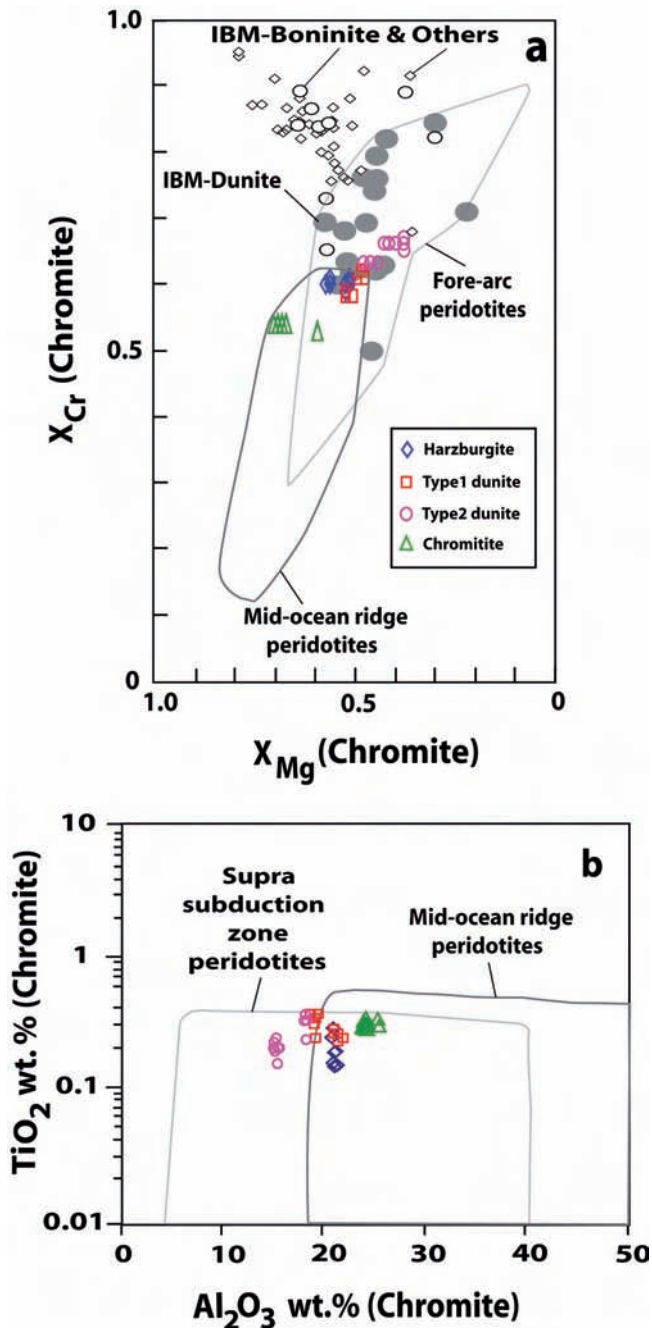 1.0
IBM-Boninite & Others
a
IBM-Dunite
Fore-arc
peridotites
X_Cr (Chromite)
0.5
Harzburgite
Type1 dunite
Type2 dunite
Chromitite
Mid-ocean ridge
peridotites
0
1.0
0.5
0
X_Mg (Chromite)
10
b
Supra
subduction
zone
peridotites
Mid-ocean ridge
peridotites
TiO2 wt. % (Chromite)
1
0.1
0.01
0
10
20
30
40
50
Al2O3 wt.% (Chromite)